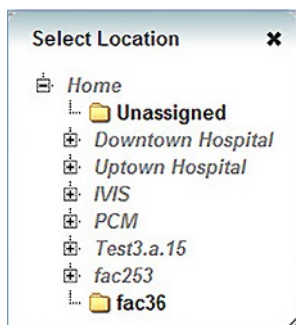 Select Location
Home
Unassigned
Downtown Hospital
Uptown Hospital
IVIS
PCM
Test3.a.15
fac253
fac36